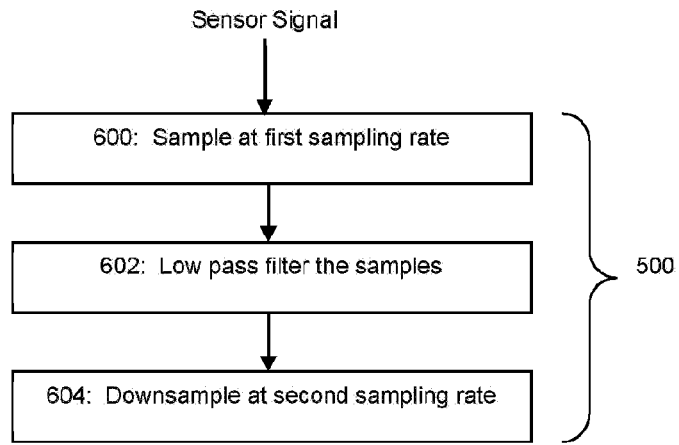 Sensor Signal
600: Sample at first sampling rate
602: Low pass filter the samples
500
604: Downsample at second sampling rate